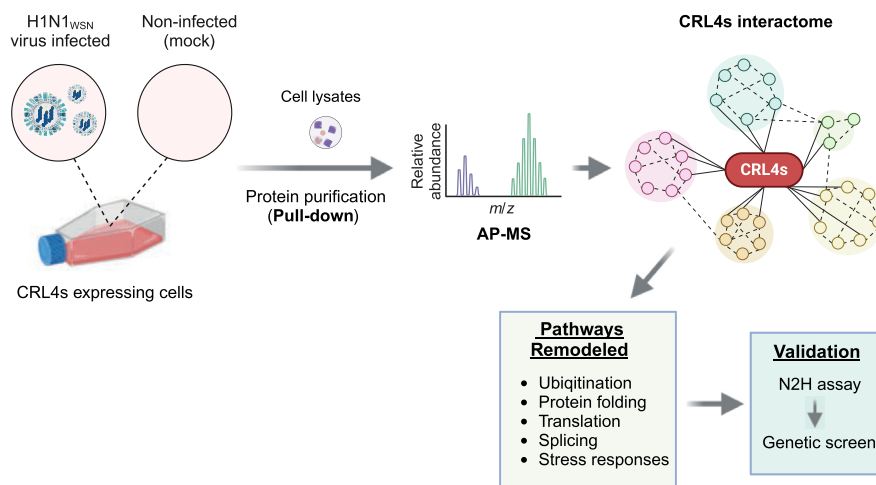 H1N1WSN
virus infected
Non-infected
(mock)
CRL4s expressing cells
Cell lysates
Protein purification
(Pull-down)
Relative
abundance
m/z
AP-MS
CRL4s interactome
CRL4s
Pathways
Remodeled
• Ubiqitination
• Protein folding
• Translation
• Splicing
• Stress responses
Validation
N2H assay
Genetic screen